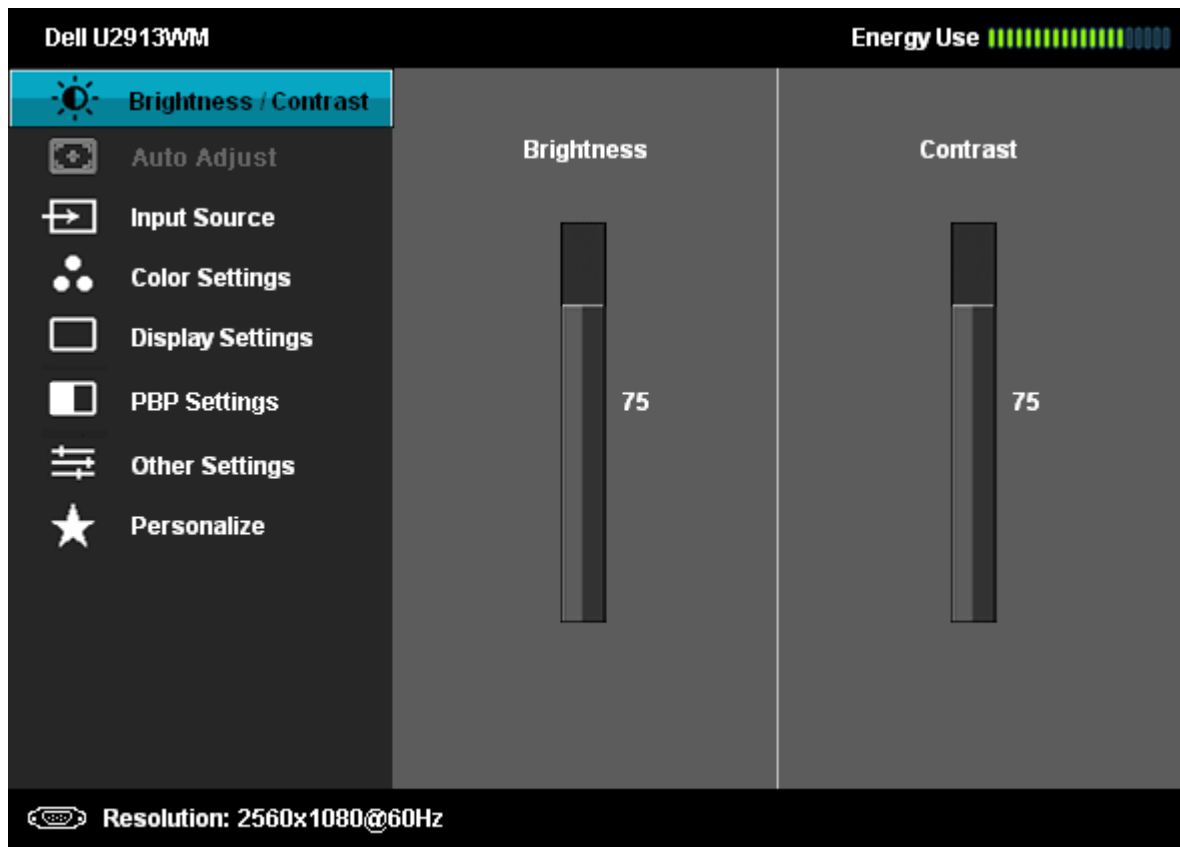 Dell U2913WM
Energy Use
Brightness / Contrast
Auto Adjust
Input Source
Color Settings
Display Settings
PBP Settings
Other Settings
Personalize
Brightness
75
Contrast
75
Resolution: 2560x1080@60Hz